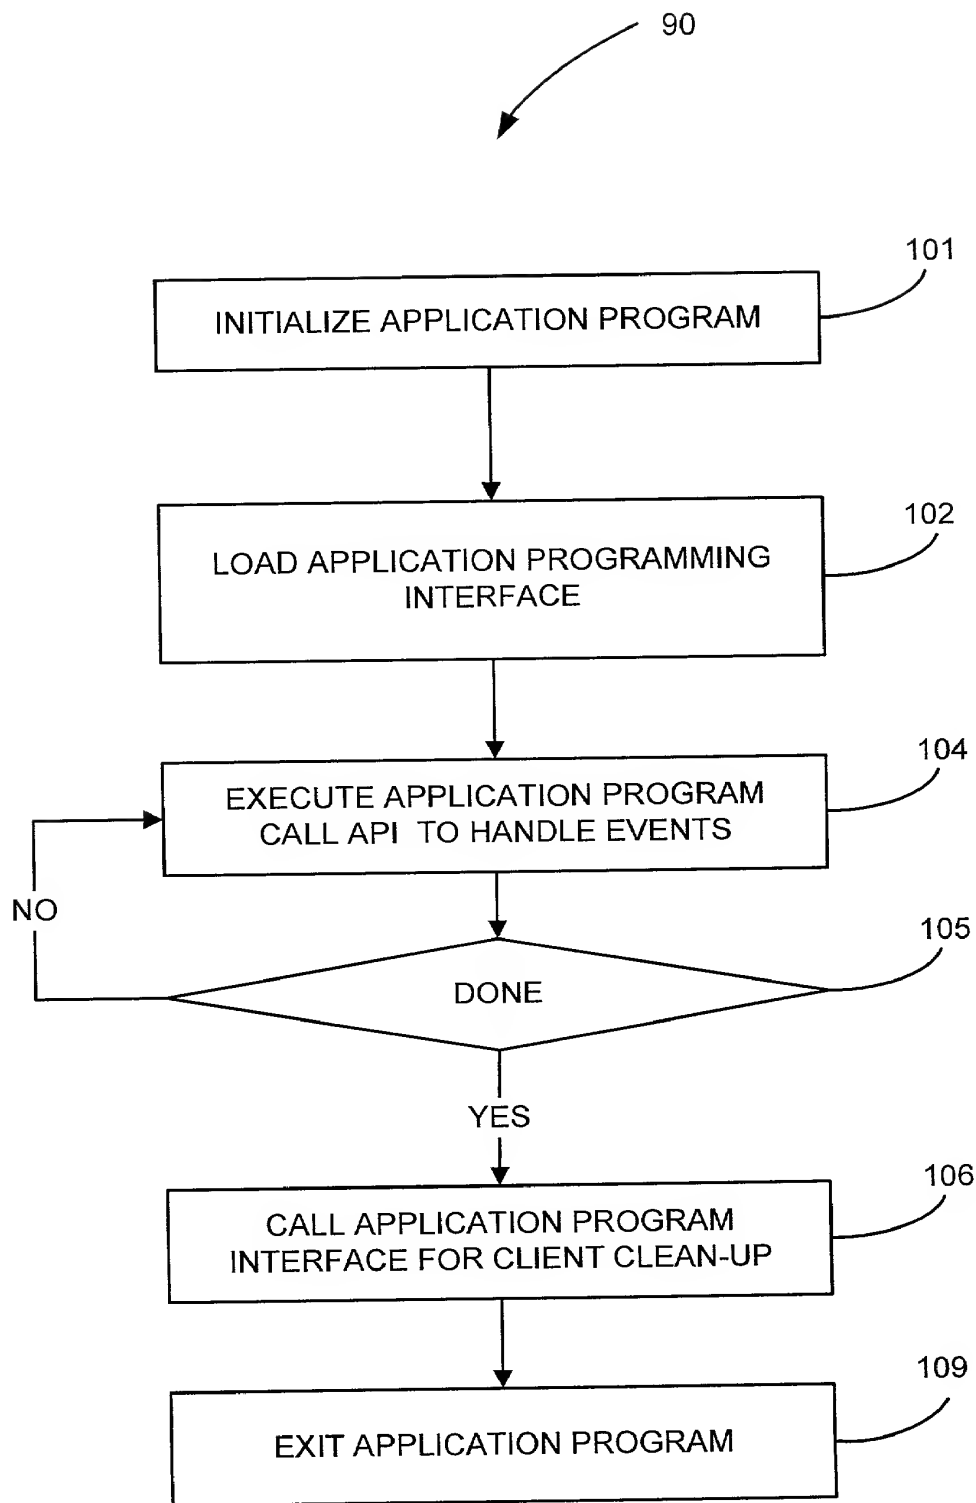 90
101
INITIALIZE APPLICATION PROGRAM
102
LOAD APPLICATION PROGRAMMING
INTERFACE
104
EXECUTE APPLICATION PROGRAM
CALL API TO HANDLE EVENTS
NO
105
DONE
YES
106
CALL APPLICATION PROGRAM
INTERFACE FOR CLIENT CLEAN-UP
109
EXIT APPLICATION PROGRAM